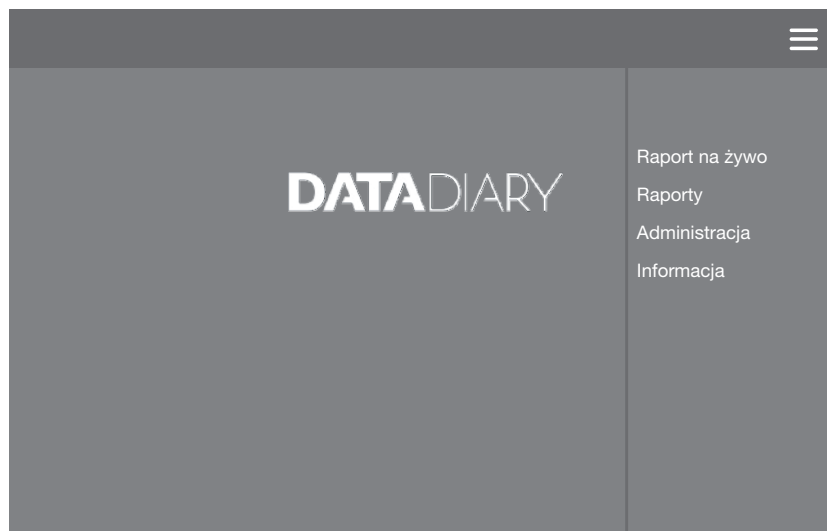 DATADIARY
Raport na żywo
Raporty
Administracja
Informacja